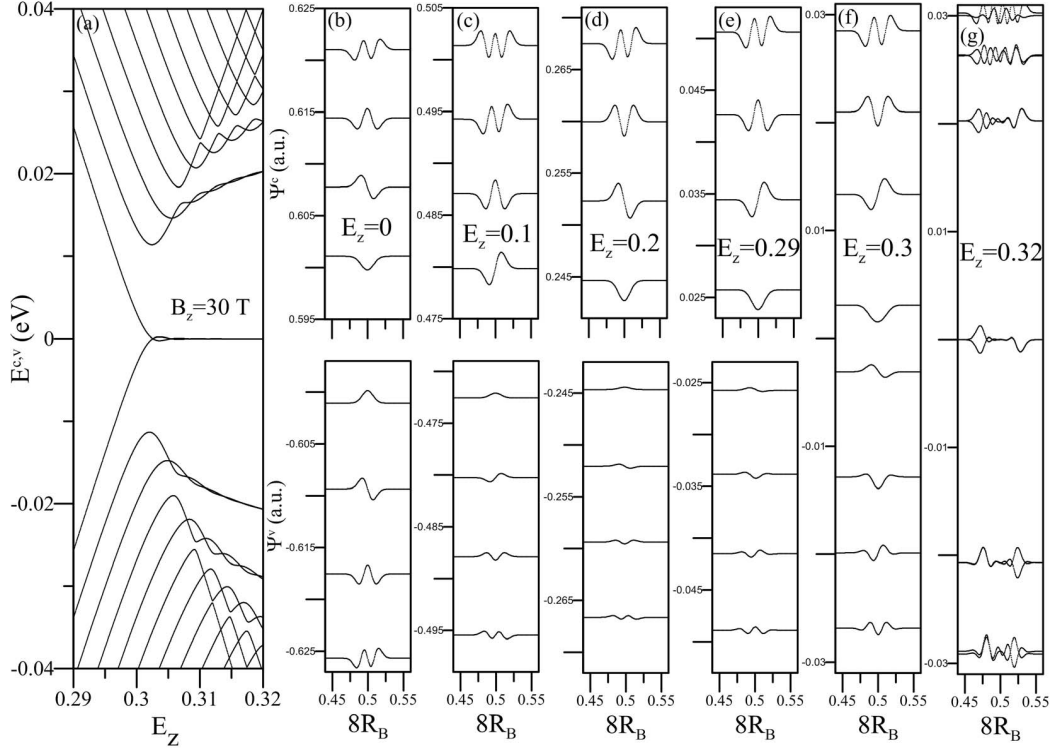 (a)
0.04
0.02
0
-0.02
-0.04
E^c,v (eV)
B_z=30 T
0.29
0.3
0.31
0.32
E_Z
(b)
0.625
0.615
0.605
0.595
Ψ^c (a.u.)
E_z=0
-0.605
-0.615
-0.625
Ψ^v (a.u.)
0.45
0.5
0.55
8R_B
(c)
0.505
0.495
0.485
0.475
E_z=0.1
-0.475
-0.485
-0.495
0.45
0.5
0.55
8R_B
(d)
0.265
0.255
0.245
E_z=0.2
-0.245
-0.255
-0.265
0.45
0.5
0.55
8R_B
(e)
0.045
0.035
0.025
E_z=0.29
-0.025
-0.035
-0.045
0.45
0.5
0.55
8R_B
(f)
0.03
0.01
-0.01
-0.03
E_z=0.3
0.45
0.5
0.55
8R_B
(g)
0.03
0.01
-0.01
-0.03
E_z=0.32
0.45
0.5
0.55
8R_B